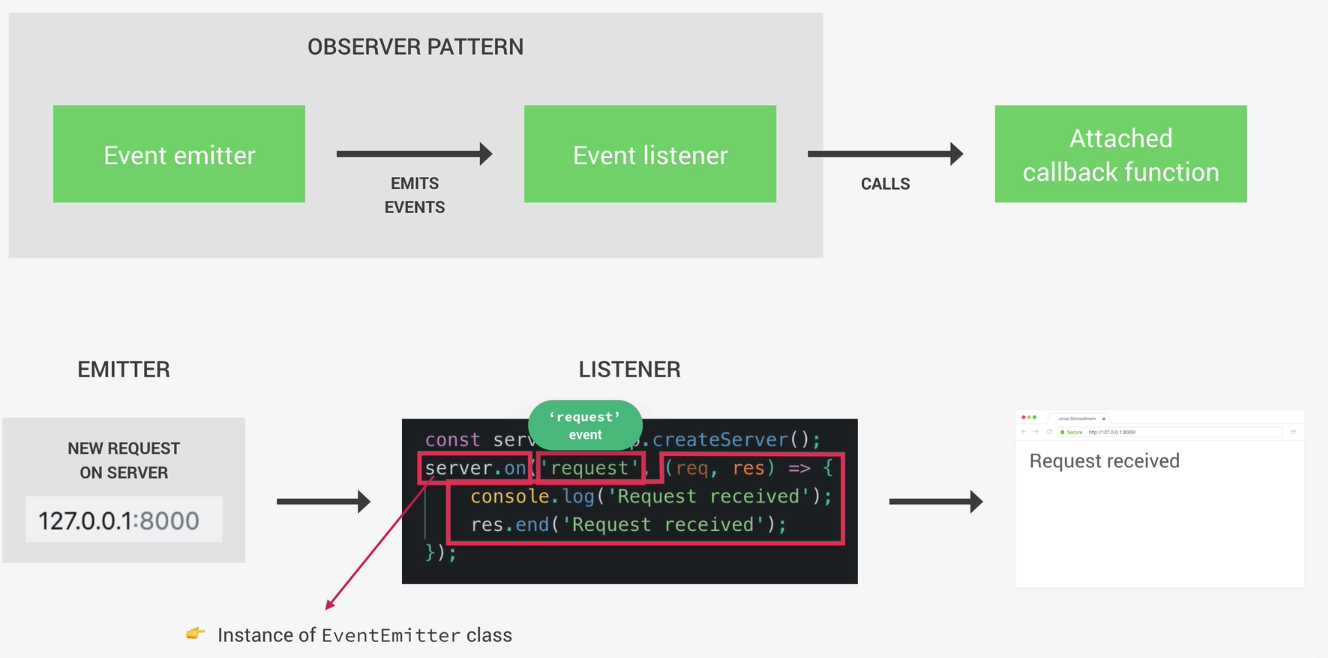 OBSERVER PATTERN
Event emitter
EMITS
EVENTS
Event listener
CALLS
Attached
callback function
EMITTER
NEW REQUEST
ON SERVER
127.0.0.1:8000
LISTENER
‘request’
event
const serv p.createServer();
server.on('request', (req, res) => {
console.log('Request received');
res.end('Request received');
});
👉 Instance of EventEmitter class
Jonas Schmedtmann
Secure http://127.0.0.1:8000/
Request received